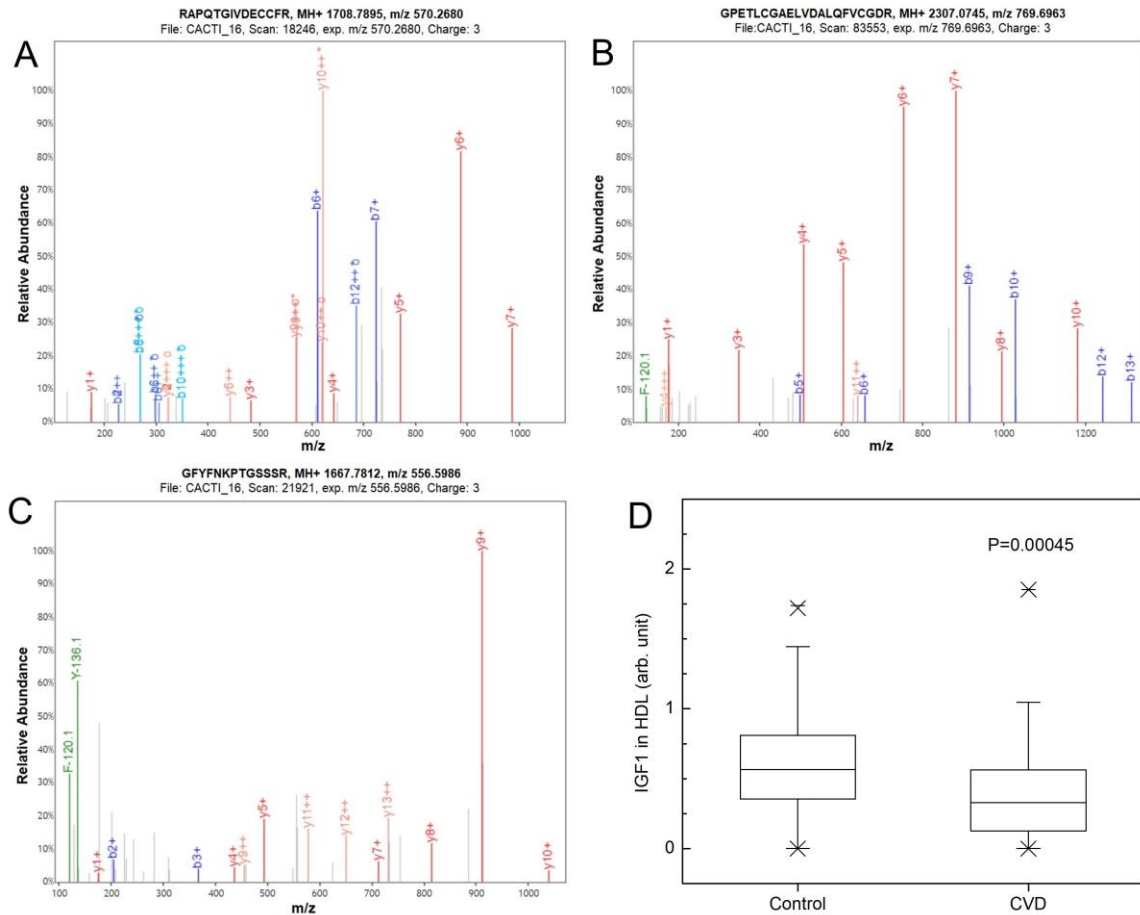 A
RAPQTGIVDECCFR, MH+ 1708.7895, m/z 570.2680
File: CACTI_16, Scan: 18246, exp. m/z 570.2680, Charge: 3
Relative Abundance
100%
90%
80%
70%
60%
50%
40%
30%
20%
10%
0%
y1+
b2++
b10+++ o
y6++
y3+
b6+
y10++ *
y10++ o
y4+
b12++ o
b7+
y5+
y6+
y7+
200
300
400
500
600
700
800
900
1000
m/z
B
GPETLCGAELVDALQFVCGDR, MH+ 2307.0745, m/z 769.6963
File:CACTI_16, Scan: 83553, exp. m/z 769.6963, Charge: 3
Relative Abundance
100%
90%
80%
70%
60%
50%
40%
30%
20%
10%
0%
F-120.1
y1+
y3+
b5+
y4+
y5+
y11++
b6+
y6+
y7+
b9+
y8+
b10+
y10+
b12+
b13+
200
400
600
800
1000
1200
m/z
C
GFYFNKPTGSSSR, MH+ 1667.7812, m/z 556.5986
File: CACTI_16, Scan: 21921, exp. m/z 556.5986, Charge: 3
Relative Abundance
100%
90%
80%
70%
60%
50%
40%
30%
20%
10%
0%
F-120.1
Y-136.1
y1+
b2+
b3+
y4+
y9++
y5+
y11++
y12++
y7+
y13++
y8+
y9+
y10+
100
200
300
400
500
600
700
800
900
1000
m/z
D
P=0.00045
IGF1 in HDL (arb. unit)
2
1
0
Control
CVD